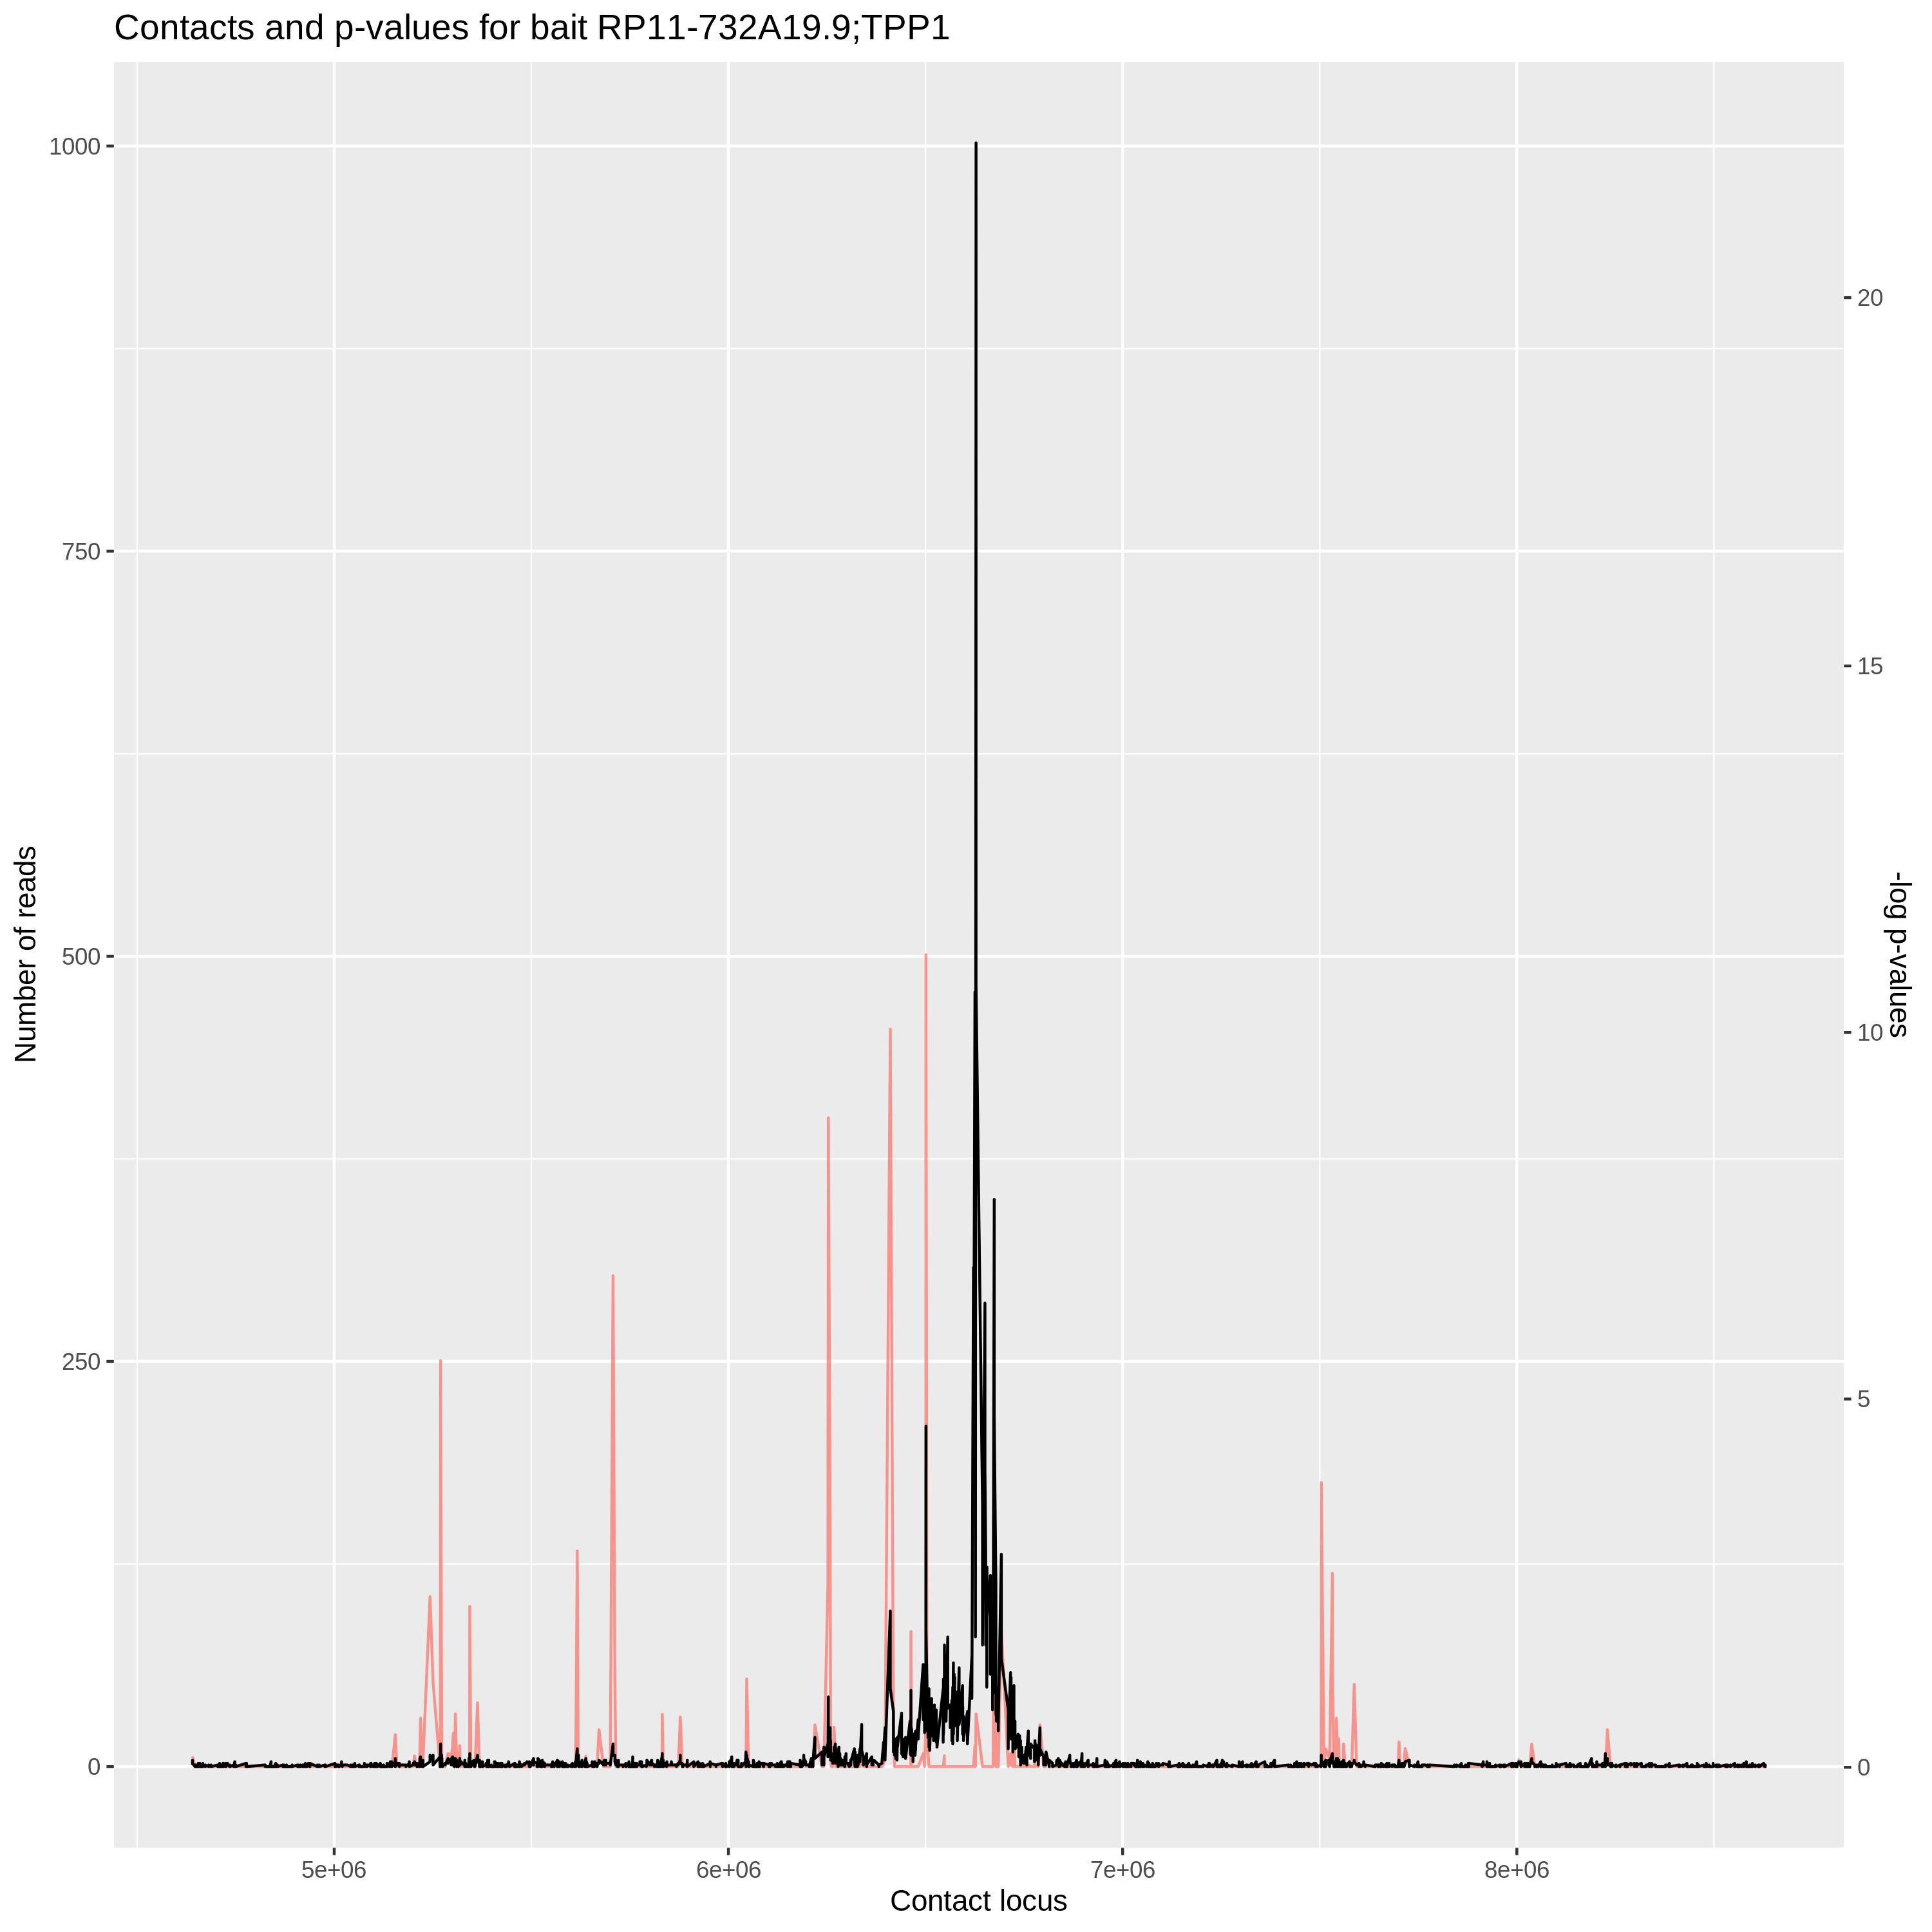 Contacts and p-values for bait RP11-732A19.9;TPP1
1000
750
500
250
0
Number of reads
20
15
10
5
0
-log p-values
5e+06
6e+06
7e+06
8e+06
Contact locus